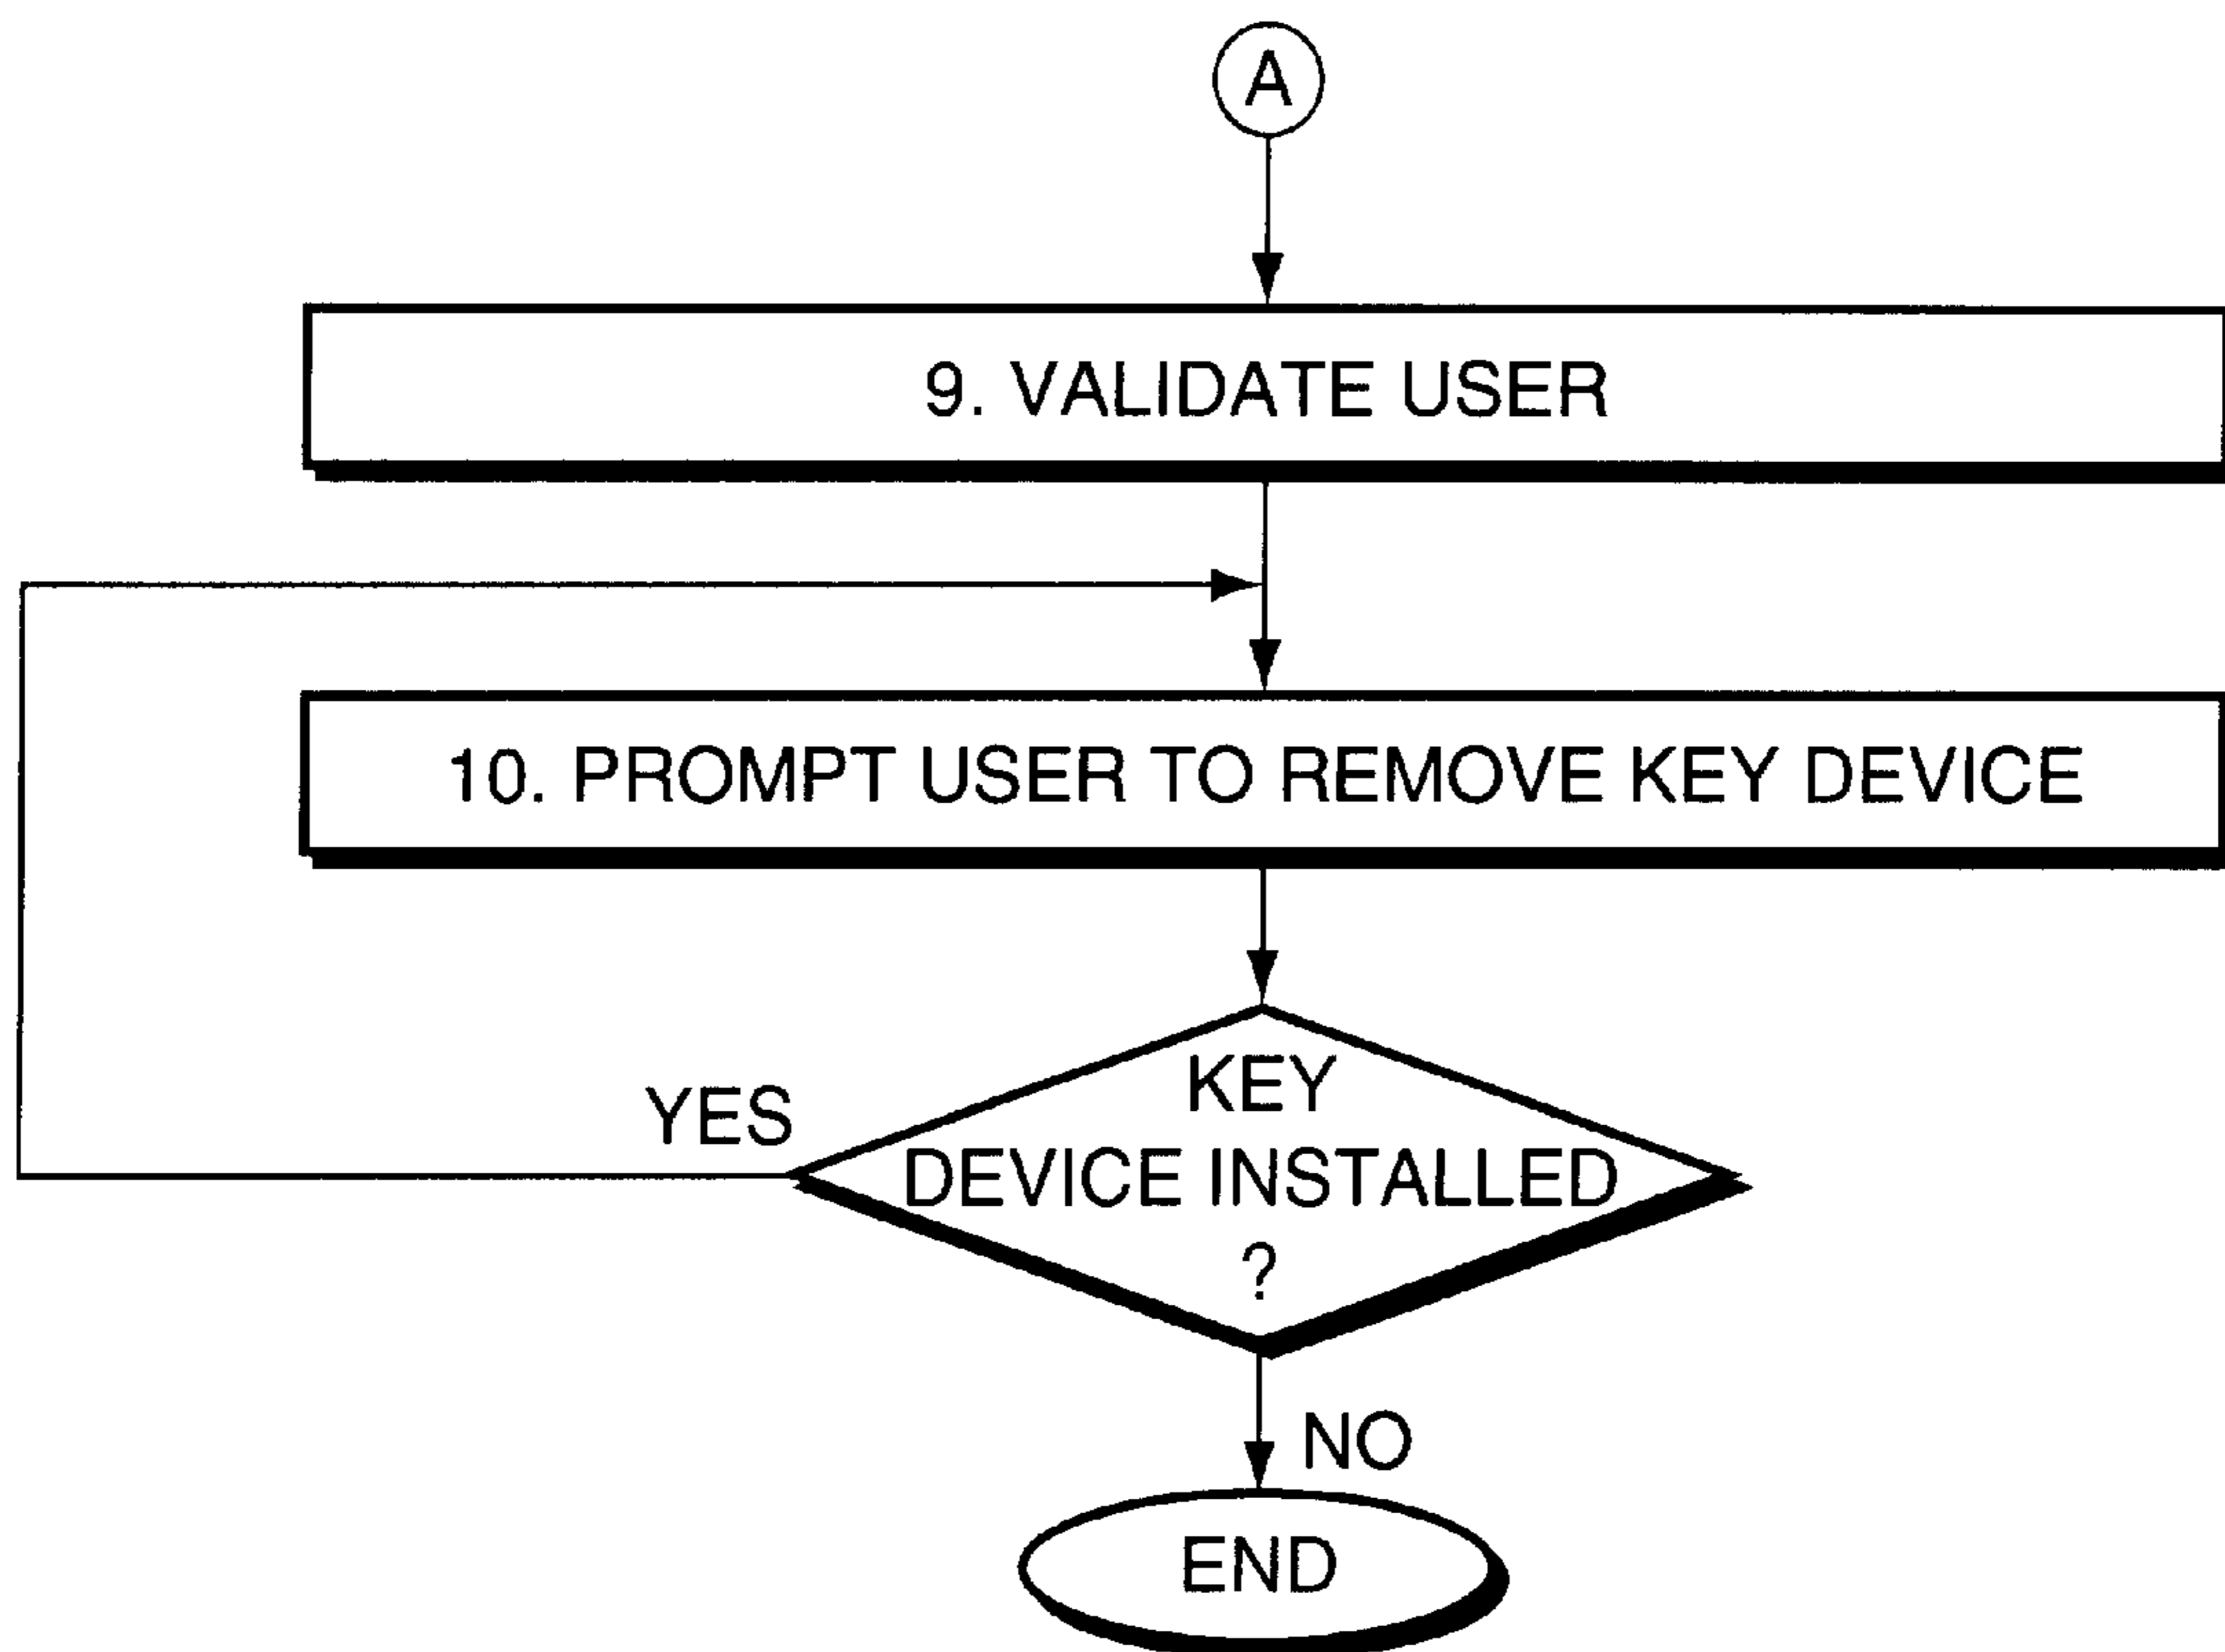 A
9. VALIDATE USER
10. PROMPT USER TO REMOVE KEY DEVICE
KEY
YES
DEVICE INSTALLED
?
NO
END